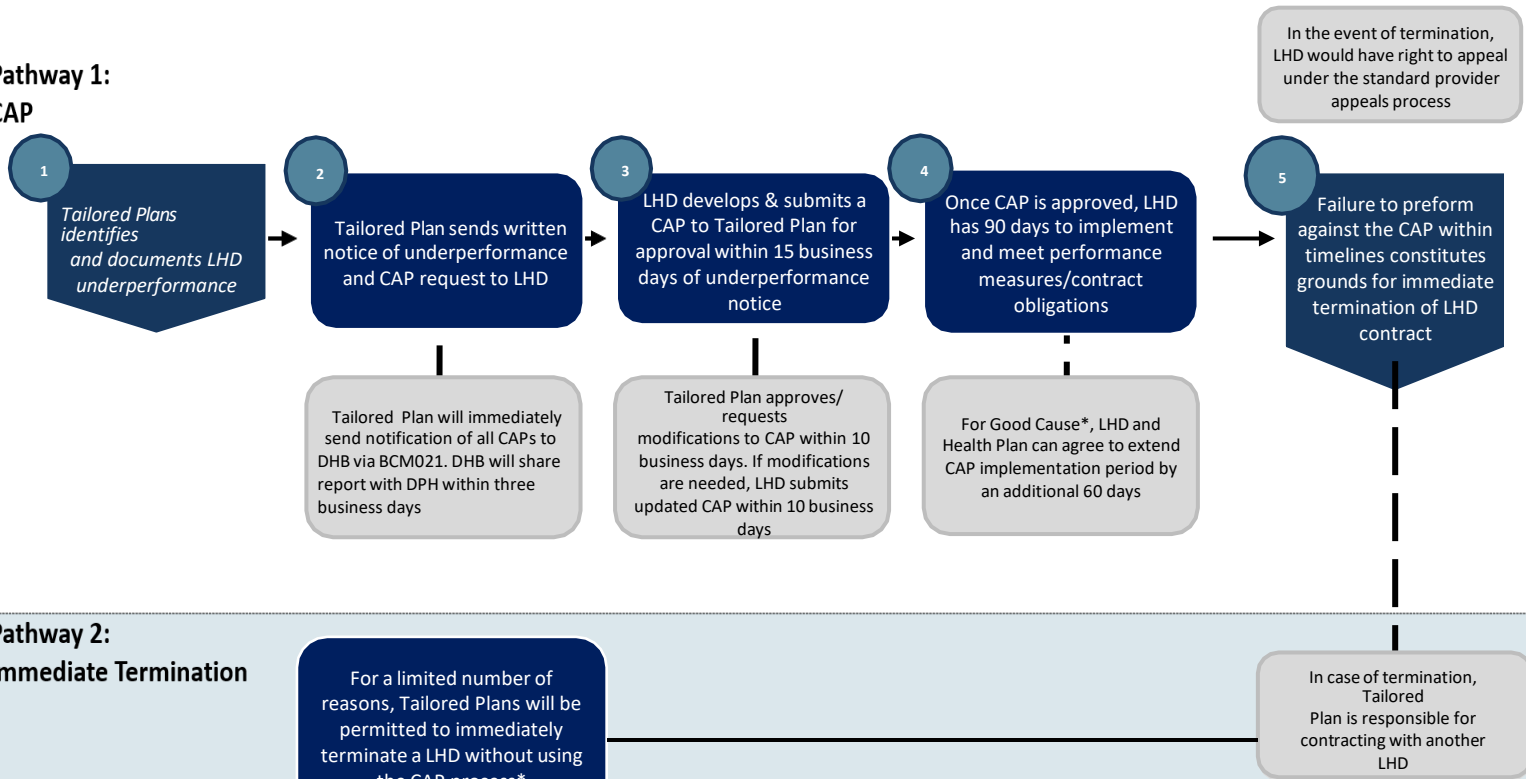 In the event of termination,
LHD would have right to appeal
under the standard provider
appeals process
Pathway 1:
CAP
1
Tailored Plans
identifies
and documents LHD
underperformance
2
Tailored Plan sends written
notice of underperformance
and CAP request to LHD
3
LHD develops & submits a
CAP to Tailored Plan for
approval within 15 business
days of underperformance
notice
4
Once CAP is approved, LHD
has 90 days to implement
and meet performance
measures/contract
obligations
5
Failure to preform
against the CAP within
timelines constitutes
grounds for immediate
termination of LHD
contract
Tailored Plan will immediately
send notification of all CAPs to
DHB via BCM021. DHB will share
report with DPH within three
business days
Tailored Plan approves/
requests
modifications to CAP within 10
business days. If modifications
are needed, LHD submits
updated CAP within 10 business
days
For Good Cause*, LHD and
Health Plan can agree to extend
CAP implementation period by
an additional 60 days
Pathway 2:
Immediate Termination
For a limited number of
reasons, Tailored Plans will be
permitted to immediately
terminate a LHD without using
the CAP process*
In case of termination,
Tailored
Plan is responsible for
contracting with another
LHD